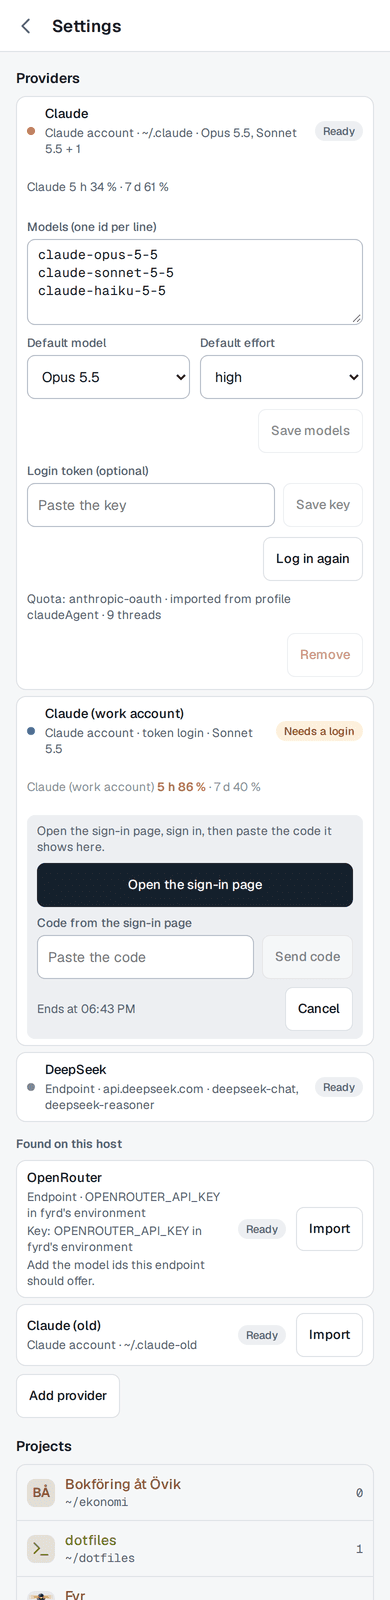 Settings
Providers
Claude
Claude account · ~/.claude · Opus 5.5, Sonnet
5.5 + 1
Ready
Claude 5 h 34 % · 7 d 61 %
Models (one id per line)
claude-opus-5-5
claude-sonnet-5-5
claude-haiku-5-5
Default model
Default effort
Opus 5.5
high
Save models
Login token (optional)
Paste the key
Save key
Log in again
Quota: anthropic-oauth · imported from profile
claudeAgent · 9 threads
Remove
Claude (work account)
Claude account · token login · Sonnet
5.5
Needs a login
Claude (work account) 5 h 86 % · 7 d 40 %
Open the sign-in page, sign in, then paste the code it
shows here.
Open the sign-in page
Code from the sign-in page
Paste the code
Send code
Ends at 06:43 PM
Cancel
DeepSeek
Endpoint · api.deepseek.com · deepseek-chat,
deepseek-reasoner
Ready
Found on this host
OpenRouter
Endpoint · OPENROUTER_API_KEY
in fyrd's environment
Key: OPENROUTER_API_KEY in
fyrd's environment
Add the model ids this endpoint
should offer.
Ready
Import
Claude (old)
Claude account · ~/.claude-old
Ready
Import
Add provider
Projects
BÅ
Bokföring åt Övik
~/ekonomi
0
>_
dotfiles
~/dotfiles
1
Fyr